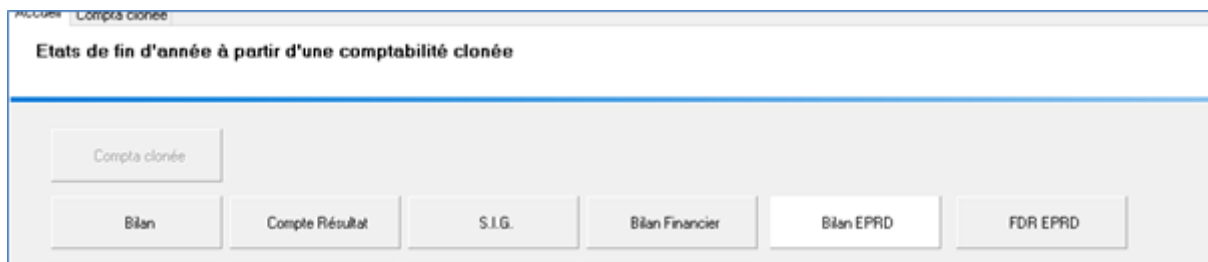 Accueil Compta clonée
Etats de fin d'année à partir d'une comptabilité clonée
Compta clonée
Bilan Compte Résultat S.I.G. Bilan Financier Bilan EPRD FDR EPRD